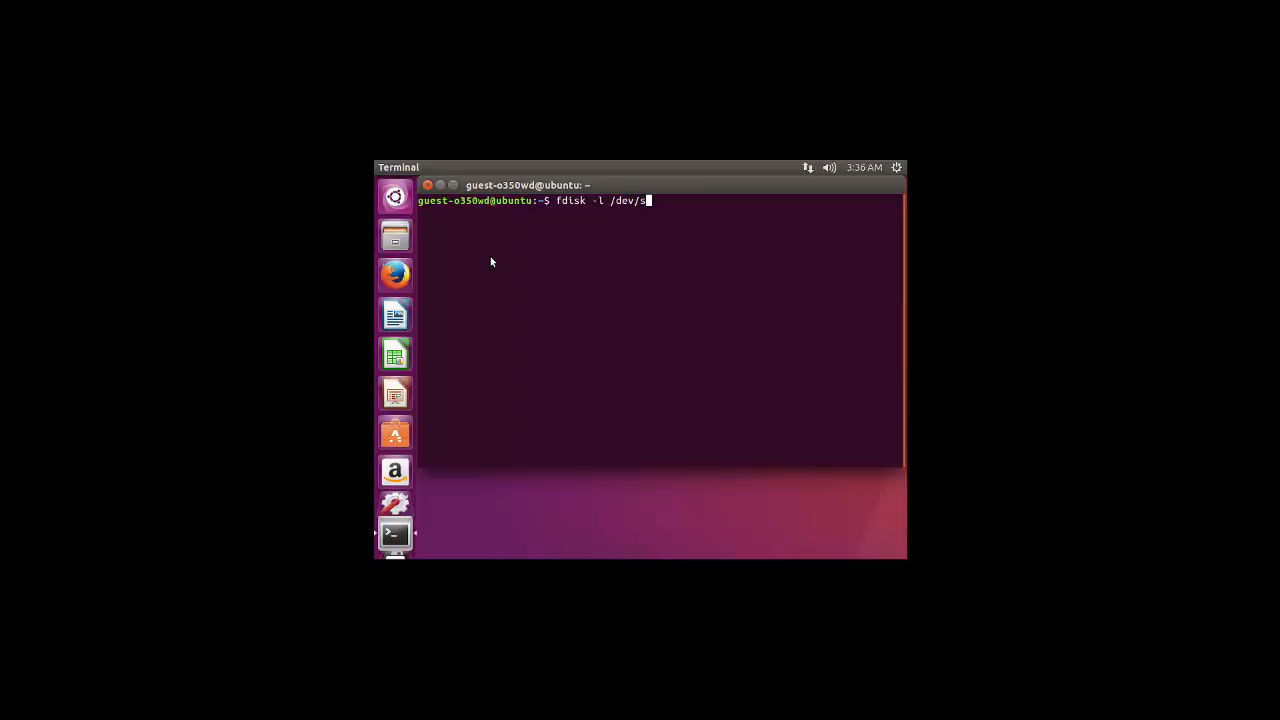 Terminal
3:36 AM
guest-o350wd@ubuntu: ~
guest-o350wd@ubuntu:~$ fdisk -l /dev/s